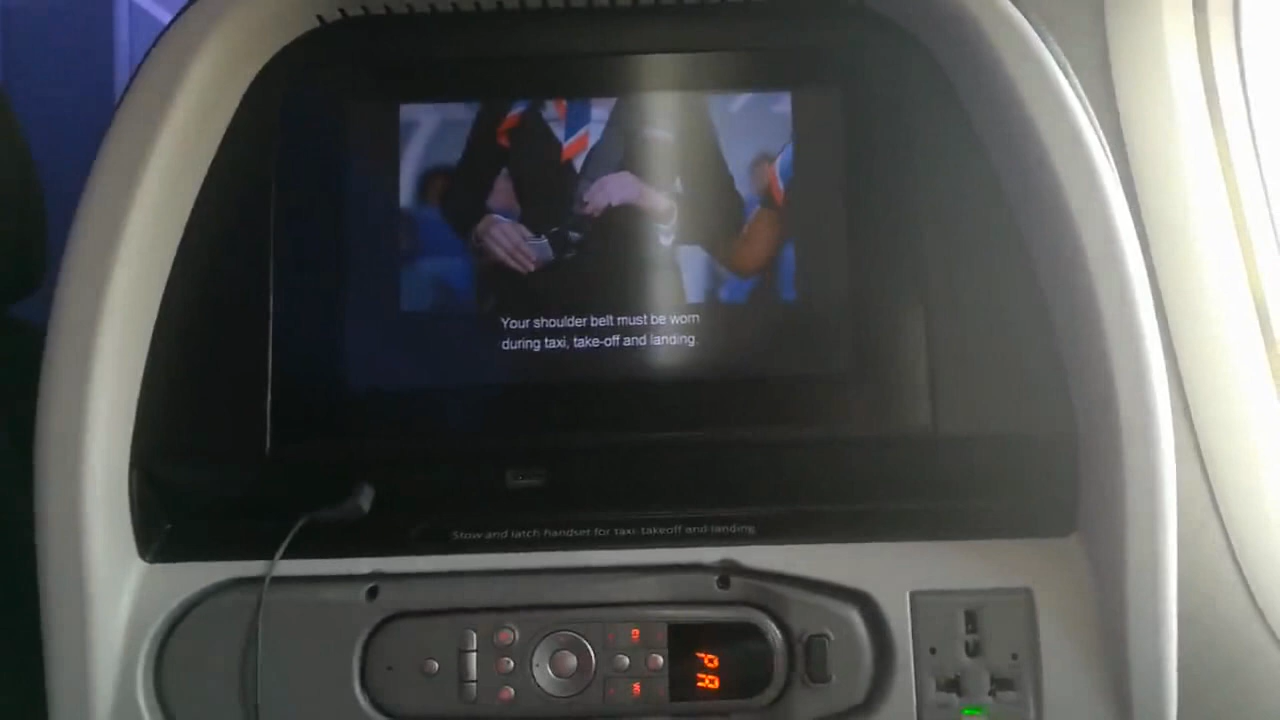 Your shoulder belt must be worn
during taxi, take-off and landing.
Stow and latch handset for taxi, takeoff and landing
PR